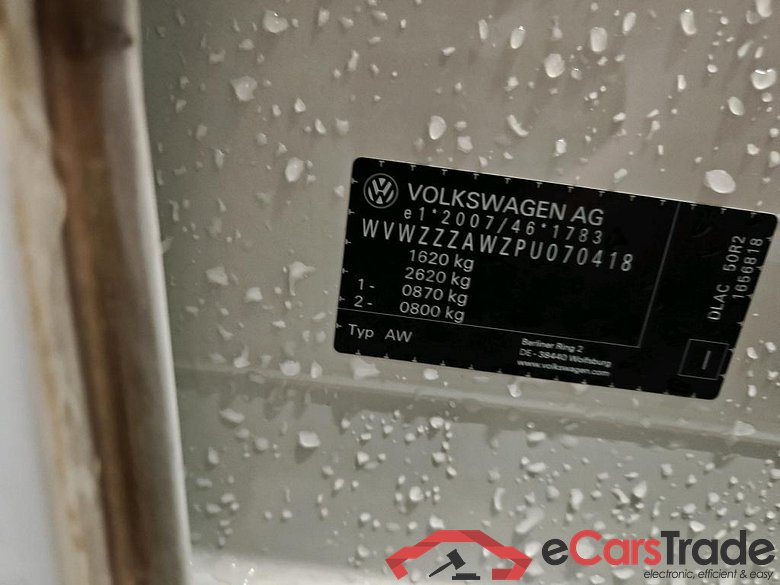 VOLKSWAGEN AG
e1*2007/46*1783
WVWZZZAWZPU070418
1620 kg
2620 kg
1- 0870 kg
2- 0800 kg
Typ AW
Berliner Ring 2
DE - 38440 Wolfsburg
www.volkswagen.com
DLAC 50R2
1656818
I
eCarsTrade
electronic, efficient & easy